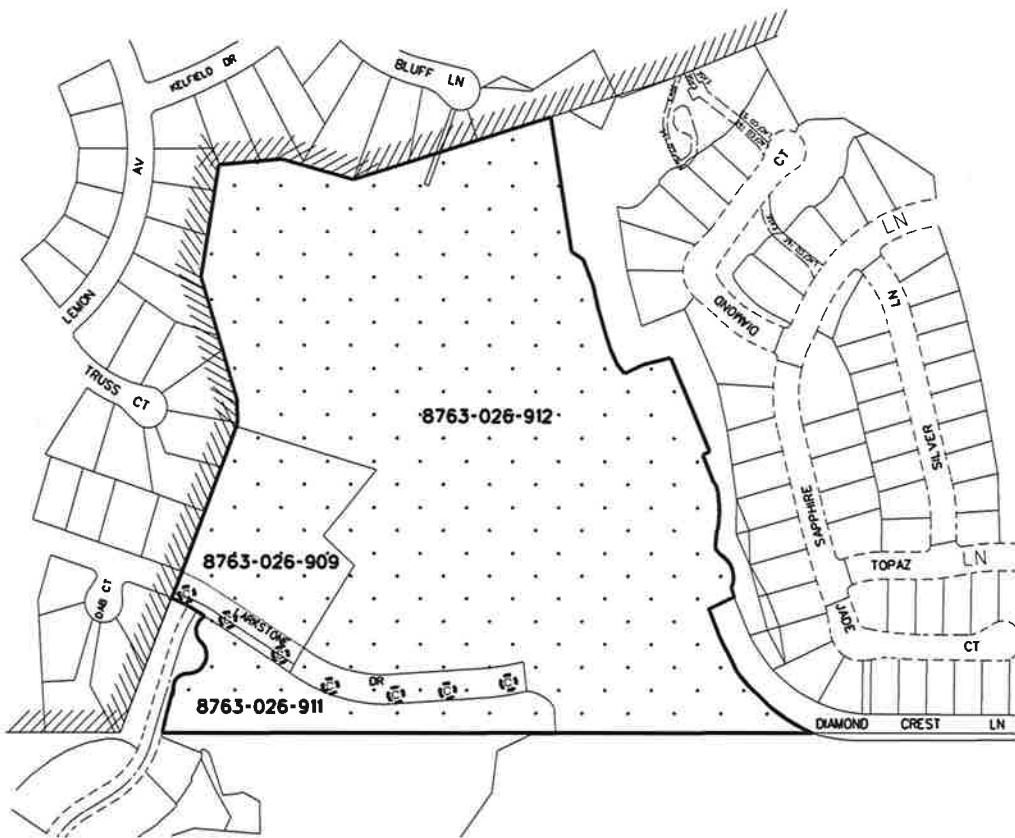 KELFIELD DR
BLUFF LN
AV
LEMON
CT
LN
DIAMOND
LN
TRUSS CT
8763-026-912
SILVER
SAPPHIRE
8763-026-909
TOPAZ LN
DAB CT
LARKSTONE
DR
JADE
CT
8763-026-911
DIAMOND CREST LN